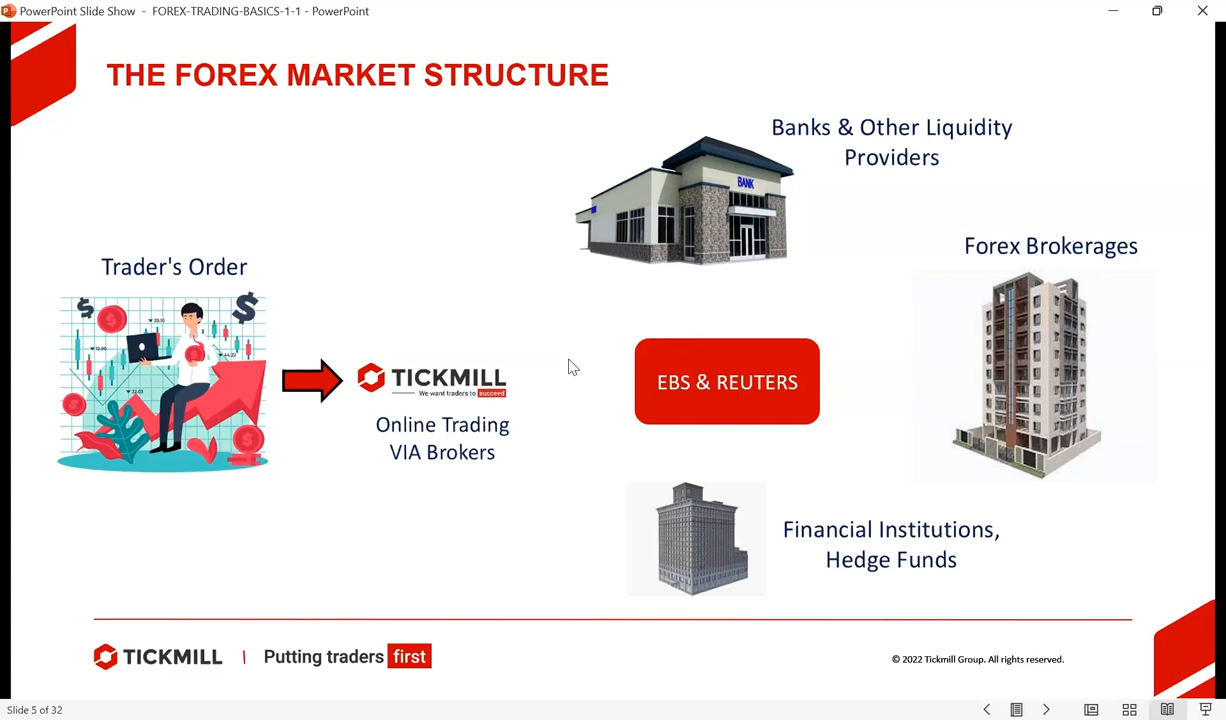 PowerPoint Slide Show - FOREX-TRADING-BASICS-1-1 - PowerPoint
THE FOREX MARKET STRUCTURE
Banks & Other Liquidity
Providers
BANK
Forex Brokerages
Trader's Order
TICKMILL
We want traders to succeed
Online Trading
VIA Brokers
EBS & REUTERS
Financial Institutions,
Hedge Funds
TICKMILL | Putting traders first
© 2022 Tickmill Group. All rights reserved.
Slide 5 of 32